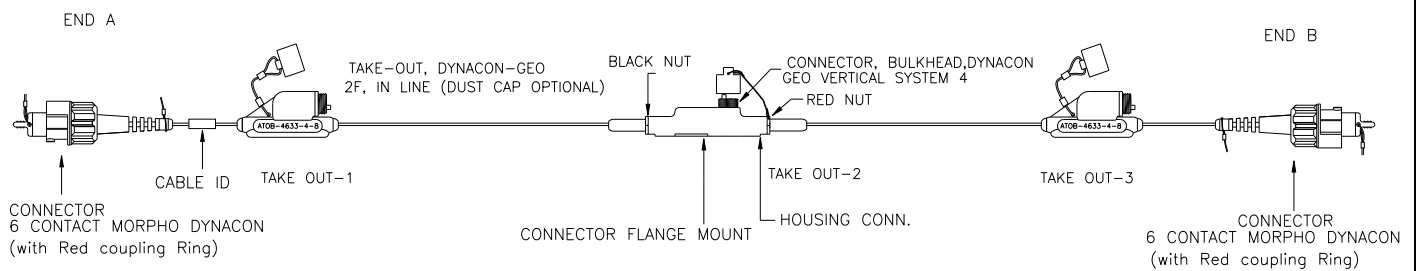 END A
END B
TAKE-OUT, DYNACON-GEO
2F, IN LINE (DUST CAP OPTIONAL)
BLACK NUT
CONNECTOR, BULKHEAD,DYNACON
GEO VERTICAL SYSTEM 4
RED NUT
ATOB-4633-4-8
ATOB-4633-4-8
CABLE ID
TAKE OUT-1
TAKE OUT-2
TAKE OUT-3
CONNECTOR
6 CONTACT MORPHO DYNACON
(with Red coupling Ring)
CONNECTOR FLANGE MOUNT
HOUSING CONN.
CONNECTOR
6 CONTACT MORPHO DYNACON
(with Red coupling Ring)